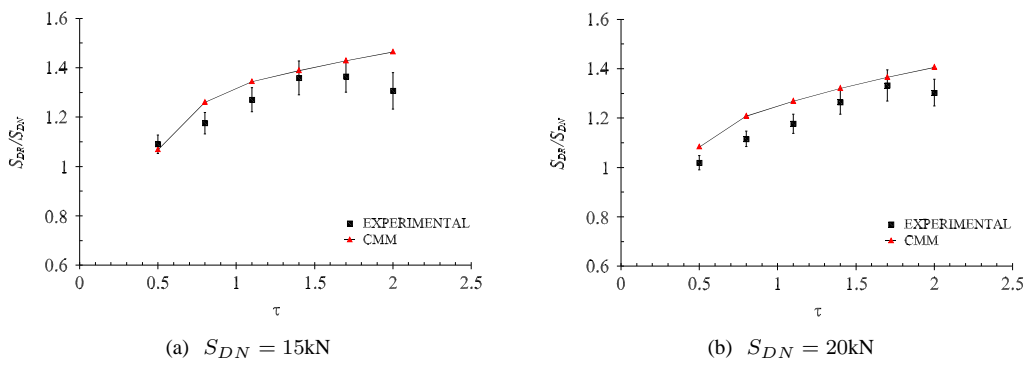 1.6
1.4
1.2
1
0.8
0.6
0
0.5
1
1.5
2
2.5
S_DR/S_DN
τ
EXPERIMENTAL
CMM
(a) S_DN = 15kN
1.6
1.4
1.2
1
0.8
0.6
0
0.5
1
1.5
2
2.5
S_DR/S_DN
τ
EXPERIMENTAL
CMM
(b) S_DN = 20kN